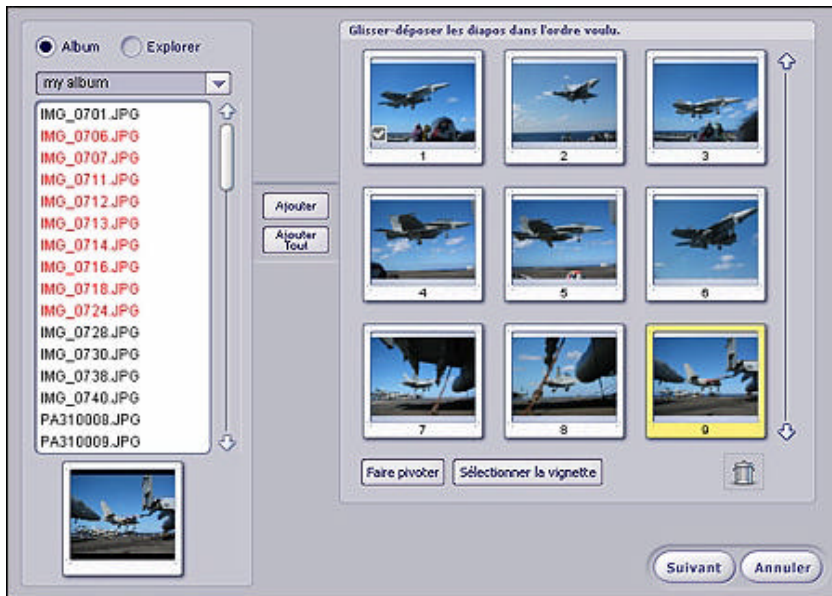 Album
Explorer
my album
IMG_0701.JPG
IMG_0706.JPG
IMG_0707.JPG
IMG_0711.JPG
IMG_0712.JPG
IMG_0713.JPG
IMG_0714.JPG
IMG_0716.JPG
IMG_0718.JPG
IMG_0724.JPG
IMG_0728.JPG
IMG_0730.JPG
IMG_0738.JPG
IMG_0740.JPG
PA310008.JPG
PA310009.JPG
Ajouter
Ajouter
Tout
Glisser-déposer les diapos dans l'ordre voulu.
1
2
3
4
5
6
7
8
9
Faire pivoter
Sélectionner la vignette
Suivant
Annuler